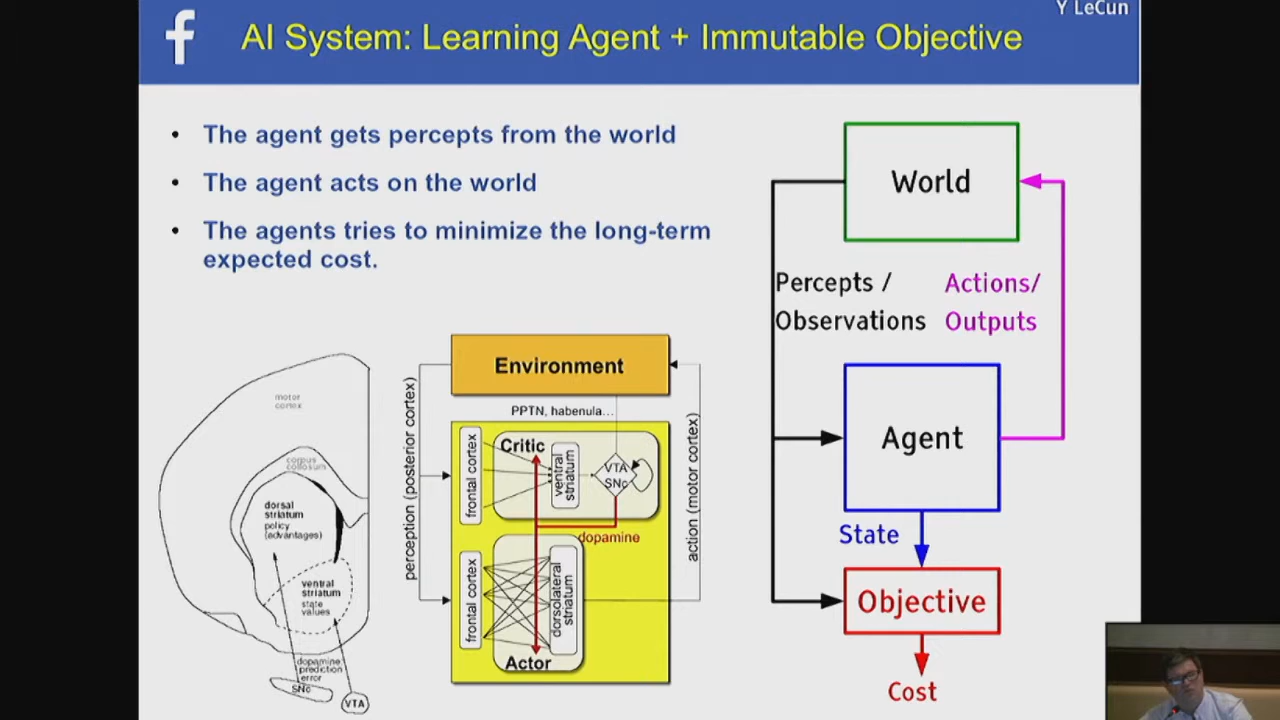 Y LeCun
AI System: Learning Agent + Immutable Objective
• The agent gets percepts from the world
• The agent acts on the world
• The agents tries to minimize the long-term
expected cost.
World
Percepts /
Observations
Actions/
Outputs
Agent
State
Objective
Cost
motor
cortex
corpus
collosum
dorsal
striatum
policy
(advantages)
ventral
striatum
state
values
dopamine
prediction
error
SNc
VTA
Environment
PPTN, habenula...
perception (posterior cortex)
action (motor cortex)
frontal cortex
Critic
ventral
striatum
VTA
SNc
dopamine
frontal cortex
dorsolateral
striatum
Actor